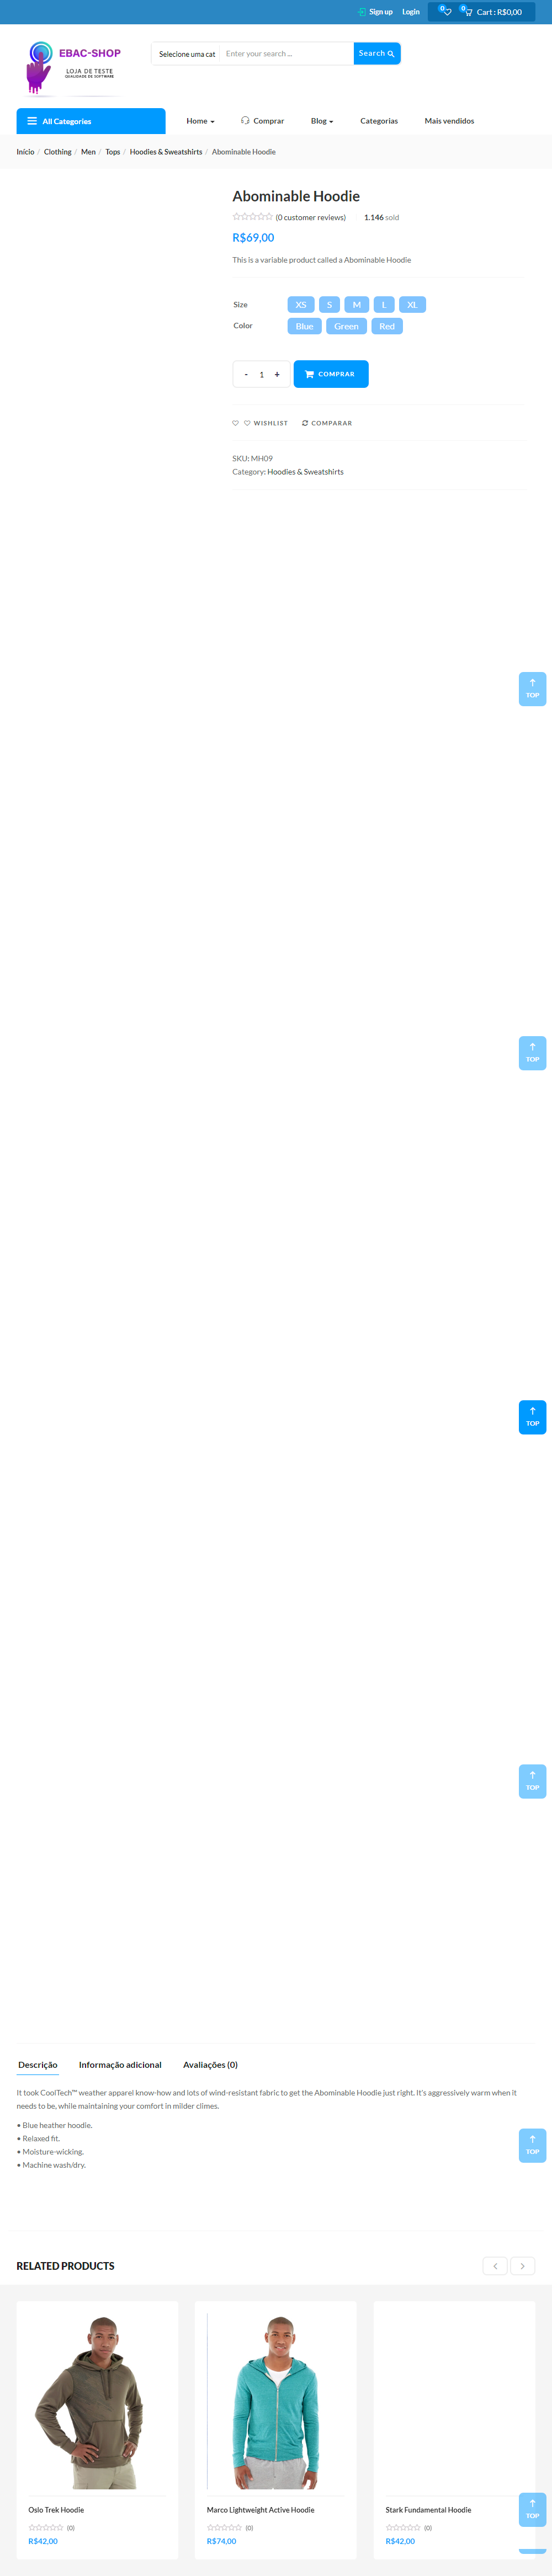 Sign up Login 0 0 Cart : R$0,00
EBAC-SHOP
LOJA DE TESTE
QUALIDADE DE SOFTWARE
Selecione uma cat Enter your search ... Search
All Categories Home Comprar Blog Categorias Mais vendidos
Início / Clothing / Men / Tops / Hoodies & Sweatshirts / Abominable Hoodie
Abominable Hoodie
(0 customer reviews) 1.146 sold
R$69,00
This is a variable product called a Abominable Hoodie
Size XS S M L XL
Color Blue Green Red
- 1 + COMPRAR
WISHLIST COMPARAR
SKU: MH09
Category: Hoodies & Sweatshirts
TOP
TOP
TOP
TOP
Descrição Informação adicional Avaliações (0)
It took CoolTech™ weather apparel know-how and lots of wind-resistant fabric to get the Abominable Hoodie just right. It's aggressively warm when it
needs to be, while maintaining your comfort in milder climes.
• Blue heather hoodie.
• Relaxed fit.
• Moisture-wicking.
• Machine wash/dry.
TOP
RELATED PRODUCTS
Oslo Trek Hoodie
(0)
R$42,00
Marco Lightweight Active Hoodie
(0)
R$74,00
Stark Fundamental Hoodie
(0)
R$42,00
TOP